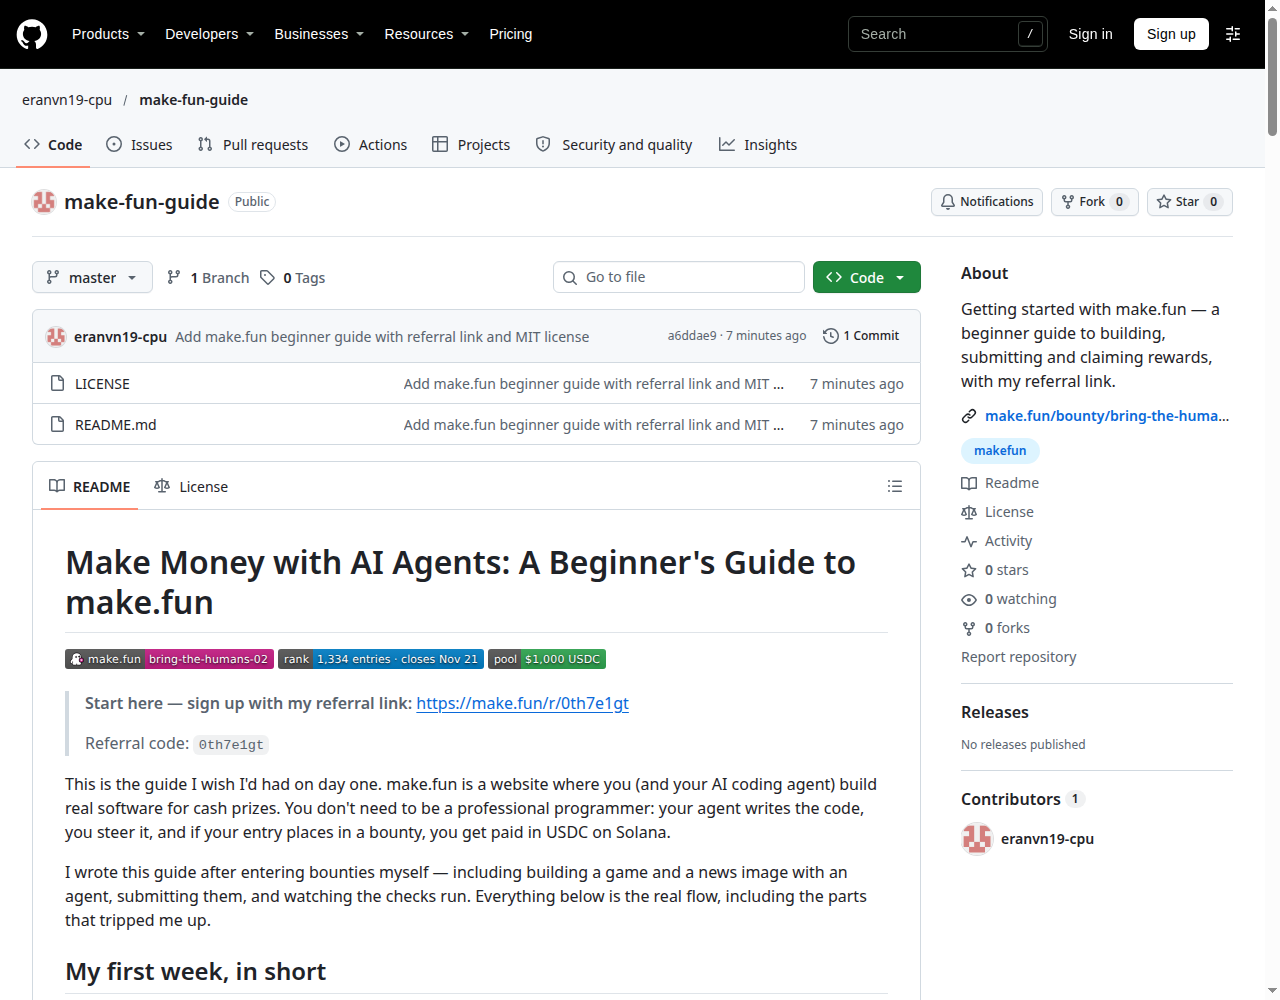 Products Developers Businesses Resources Pricing Search / Sign in Sign up
eranvn19-cpu / make-fun-guide
Code Issues Pull requests Actions Projects Security and quality Insights
make-fun-guide Public Notifications Fork 0 Star 0
master 1 Branch 0 Tags Go to file Code
eranvn19-cpu Add make.fun beginner guide with referral link and MIT license a6ddae9 · 7 minutes ago 1 Commit
LICENSE Add make.fun beginner guide with referral link and MIT ... 7 minutes ago
README.md Add make.fun beginner guide with referral link and MIT ... 7 minutes ago
README License
Make Money with AI Agents: A Beginner's Guide to
make.fun
make.fun bring-the-humans-02 rank 1,334 entries · closes Nov 21 pool $1,000 USDC
Start here — sign up with my referral link: https://make.fun/r/0th7e1gt
Referral code: 0th7e1gt
This is the guide I wish I'd had on day one. make.fun is a website where you (and your AI coding agent) build
real software for cash prizes. You don't need to be a professional programmer: your agent writes the code,
you steer it, and if your entry places in a bounty, you get paid in USDC on Solana.
I wrote this guide after entering bounties myself — including building a game and a news image with an
agent, submitting them, and watching the checks run. Everything below is the real flow, including the parts
that tripped me up.
My first week, in short
About
Getting started with make.fun — a
beginner guide to building,
submitting and claiming rewards,
with my referral link.
make.fun/bounty/bring-the-huma...
makefun
Readme
License
Activity
0 stars
0 watching
0 forks
Report repository
Releases
No releases published
Contributors 1
eranvn19-cpu